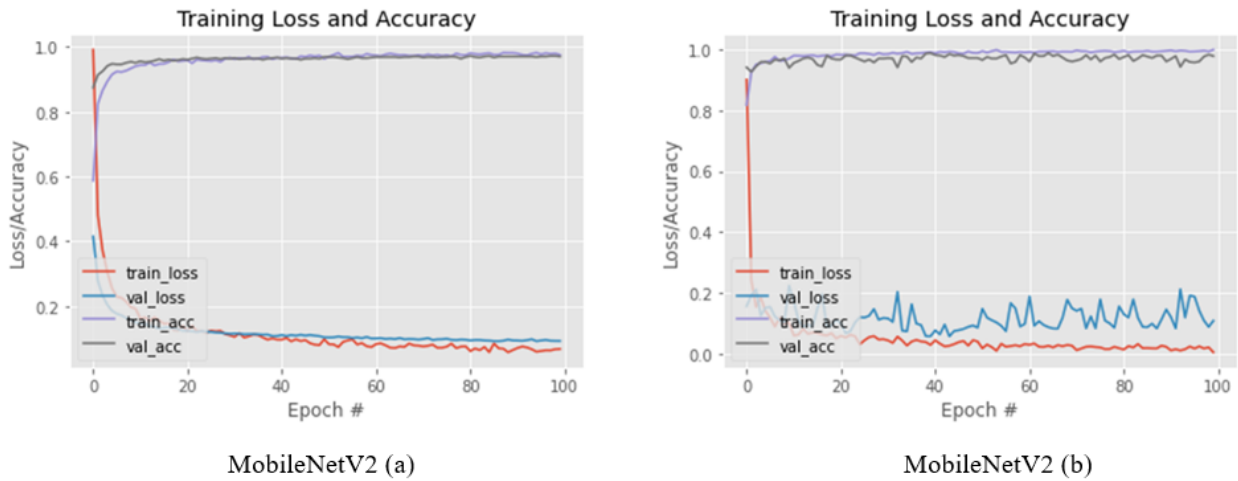 Training Loss and Accuracy
1.0
0.8
0.6
0.4
0.2
Loss/Accuracy
train_loss
val_loss
train_acc
val_acc
0 20 40 60 80 100
Epoch #
MobileNetV2 (a)
Training Loss and Accuracy
1.0
0.8
0.6
0.4
0.2
0.0
Loss/Accuracy
train_loss
val_loss
train_acc
val_acc
0 20 40 60 80 100
Epoch #
MobileNetV2 (b)